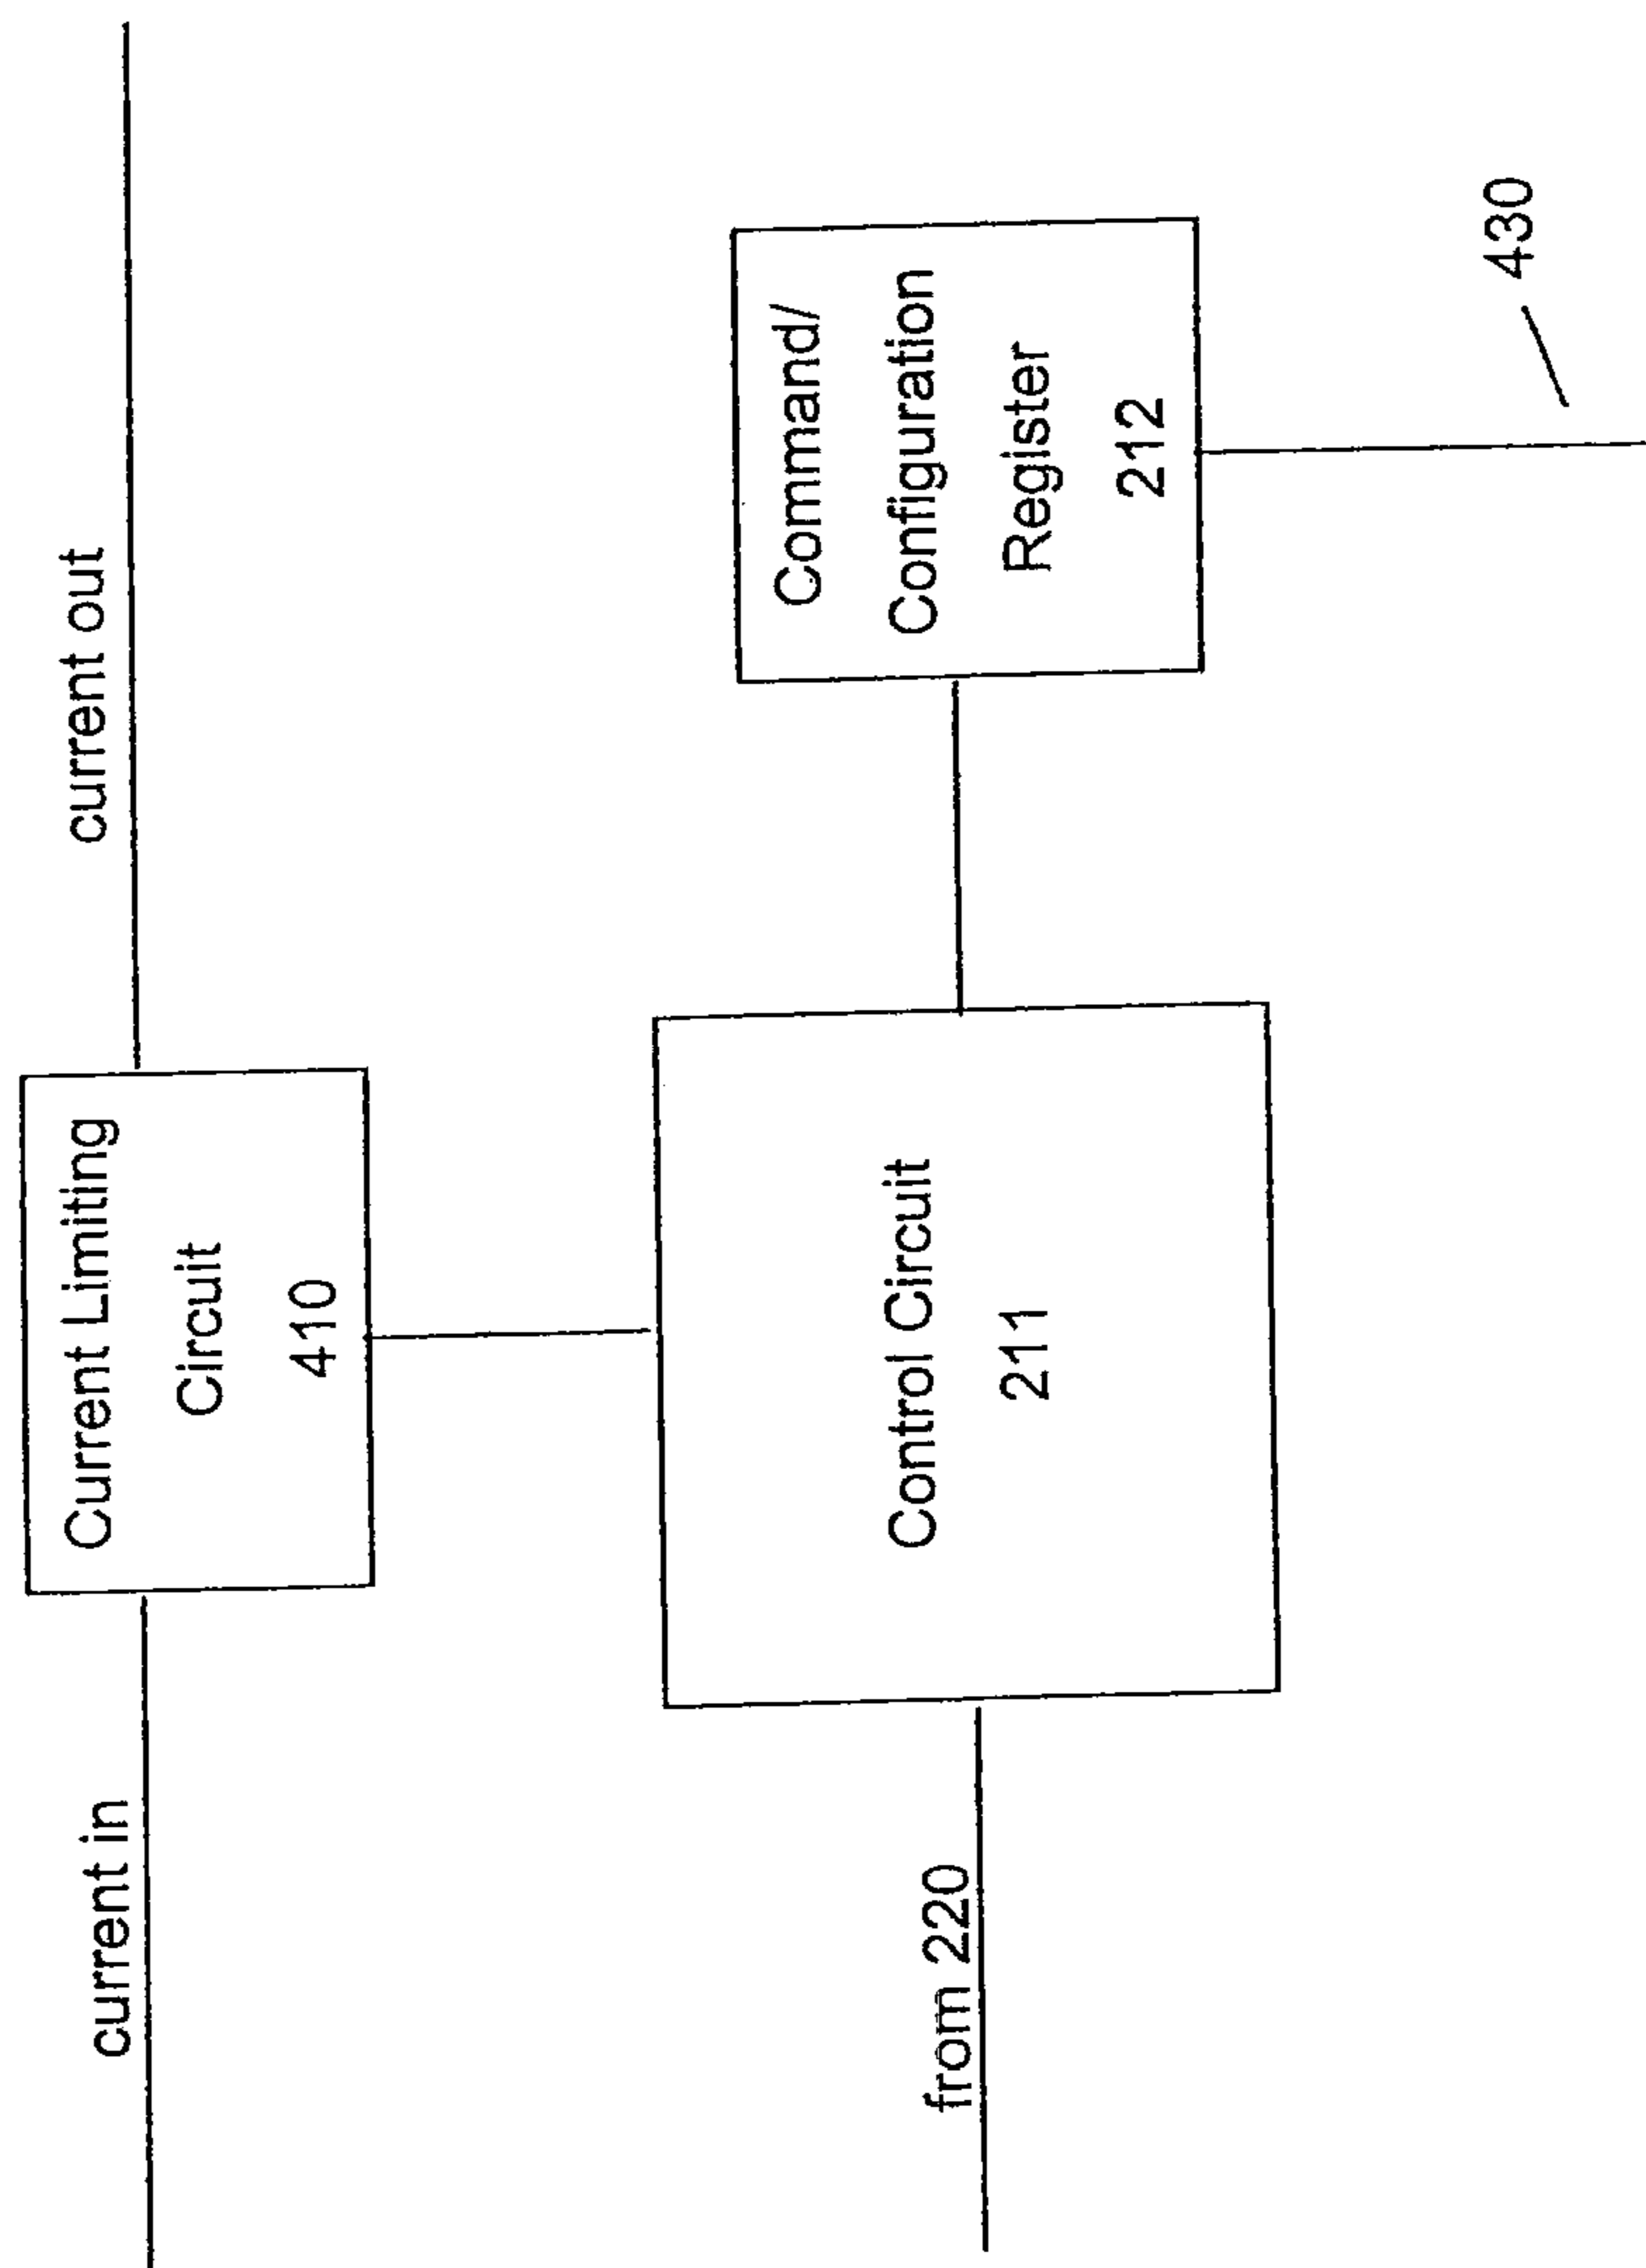 current in
Current Limiting
Circuit
410
current out
from 220
Control Circuit
211
Command/
Configuration
Register
212
430